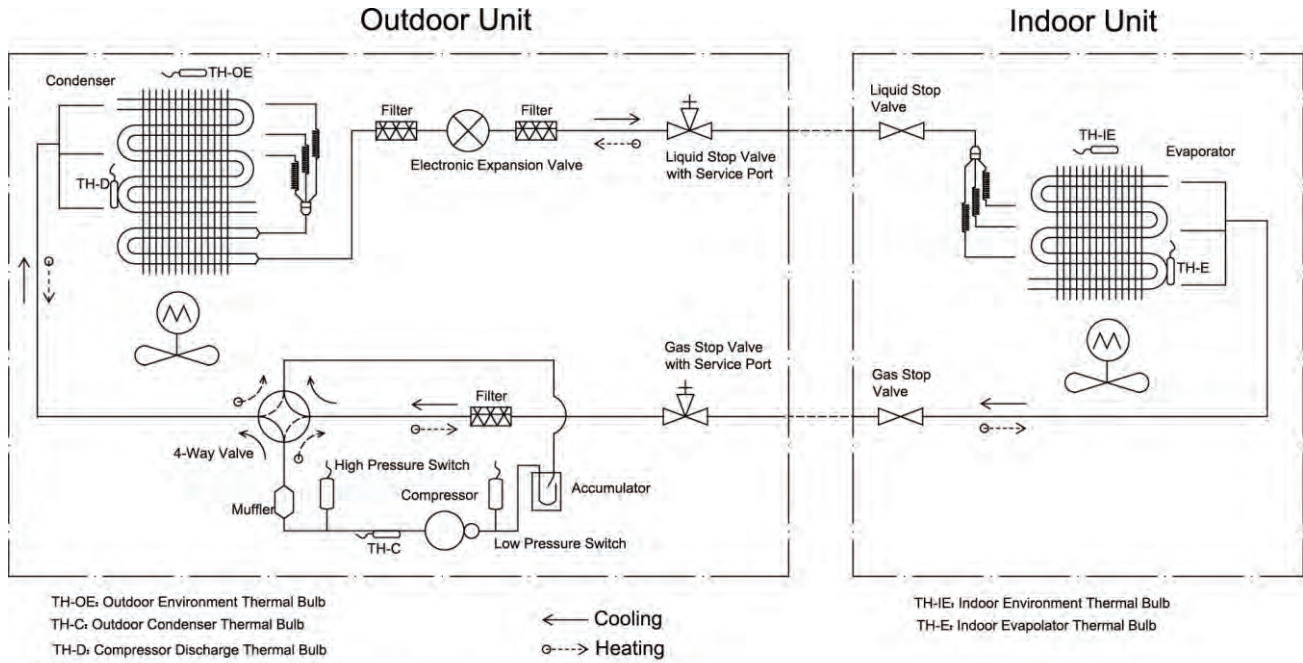 Outdoor Unit
Indoor Unit
Condenser
TH-OE
Filter
Filter
Electronic Expansion Valve
Liquid Stop Valve
with Service Port
Liquid Stop
Valve
TH-IE
Evaporator
TH-D
TH-E
Gas Stop Valve
with Service Port
Gas Stop
Valve
Filter
4-Way Valve
High Pressure Switch
Compressor
Accumulator
Muffler
TH-C
Low Pressure Switch
TH-OE: Outdoor Environment Thermal Bulb
TH-C: Outdoor Condenser Thermal Bulb
TH-D: Compressor Discharge Thermal Bulb
Cooling
Heating
TH-IE: Indoor Environment Thermal Bulb
TH-E: Indoor Evapolator Thermal Bulb